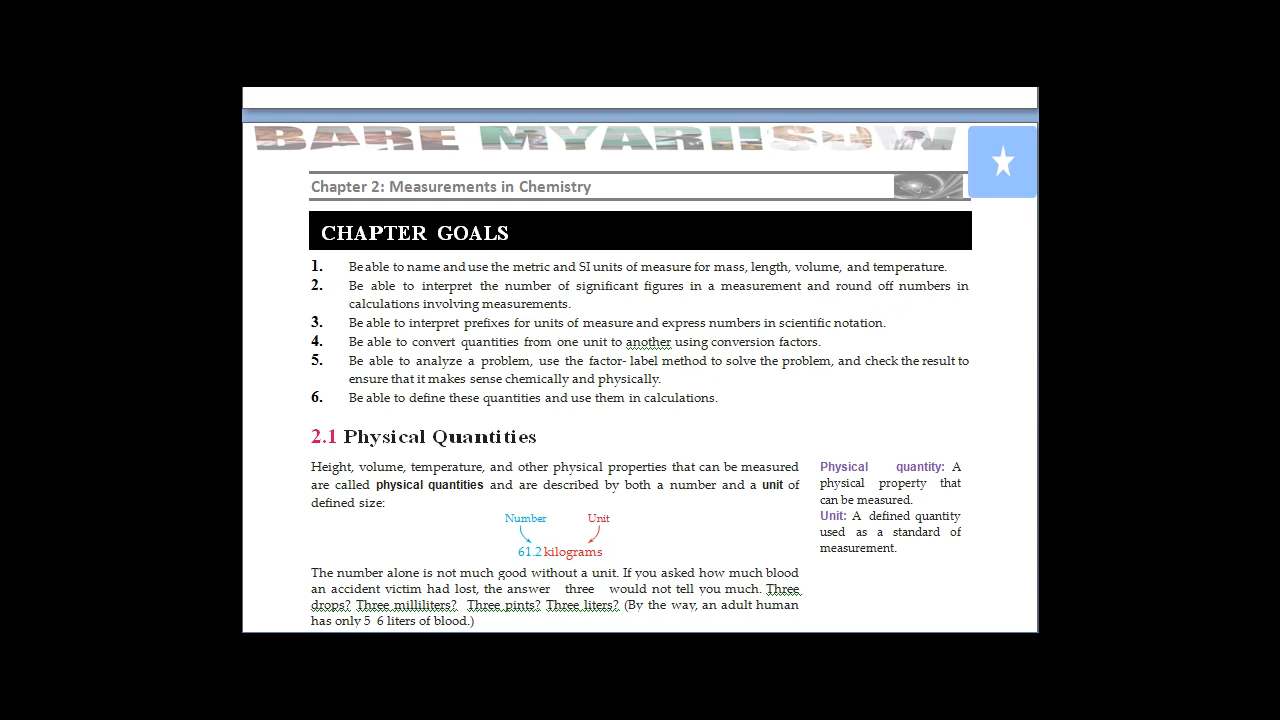 BARE MYARIISOW
Chapter 2: Measurements in Chemistry
CHAPTER GOALS
1. Be able to name and use the metric and SI units of measure for mass, length, volume, and temperature.
2. Be able to interpret the number of significant figures in a measurement and round off numbers in
calculations involving measurements.
3. Be able to interpret prefixes for units of measure and express numbers in scientific notation.
4. Be able to convert quantities from one unit to another using conversion factors.
5. Be able to analyze a problem, use the factor- label method to solve the problem, and check the result to
ensure that it makes sense chemically and physically.
6. Be able to define these quantities and use them in calculations.
2.1 Physical Quantities
Height, volume, temperature, and other physical properties that can be measured
are called physical quantities and are described by both a number and a unit of
defined size:
Number Unit
61.2 kilograms
The number alone is not much good without a unit. If you asked how much blood
an accident victim had lost, the answer three would not tell you much. Three
drops? Three milliliters? Three pints? Three liters? (By the way, an adult human
has only 5 6 liters of blood.)
Physical quantity: A
physical property that
can be measured.
Unit: A defined quantity
used as a standard of
measurement.